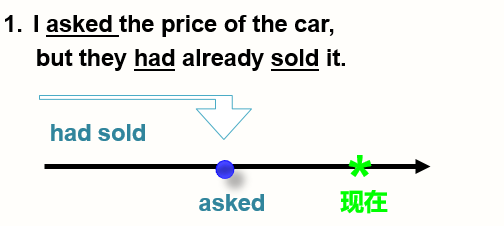 1. I asked the price of the car,
but they had already sold it.
had sold
asked
现在